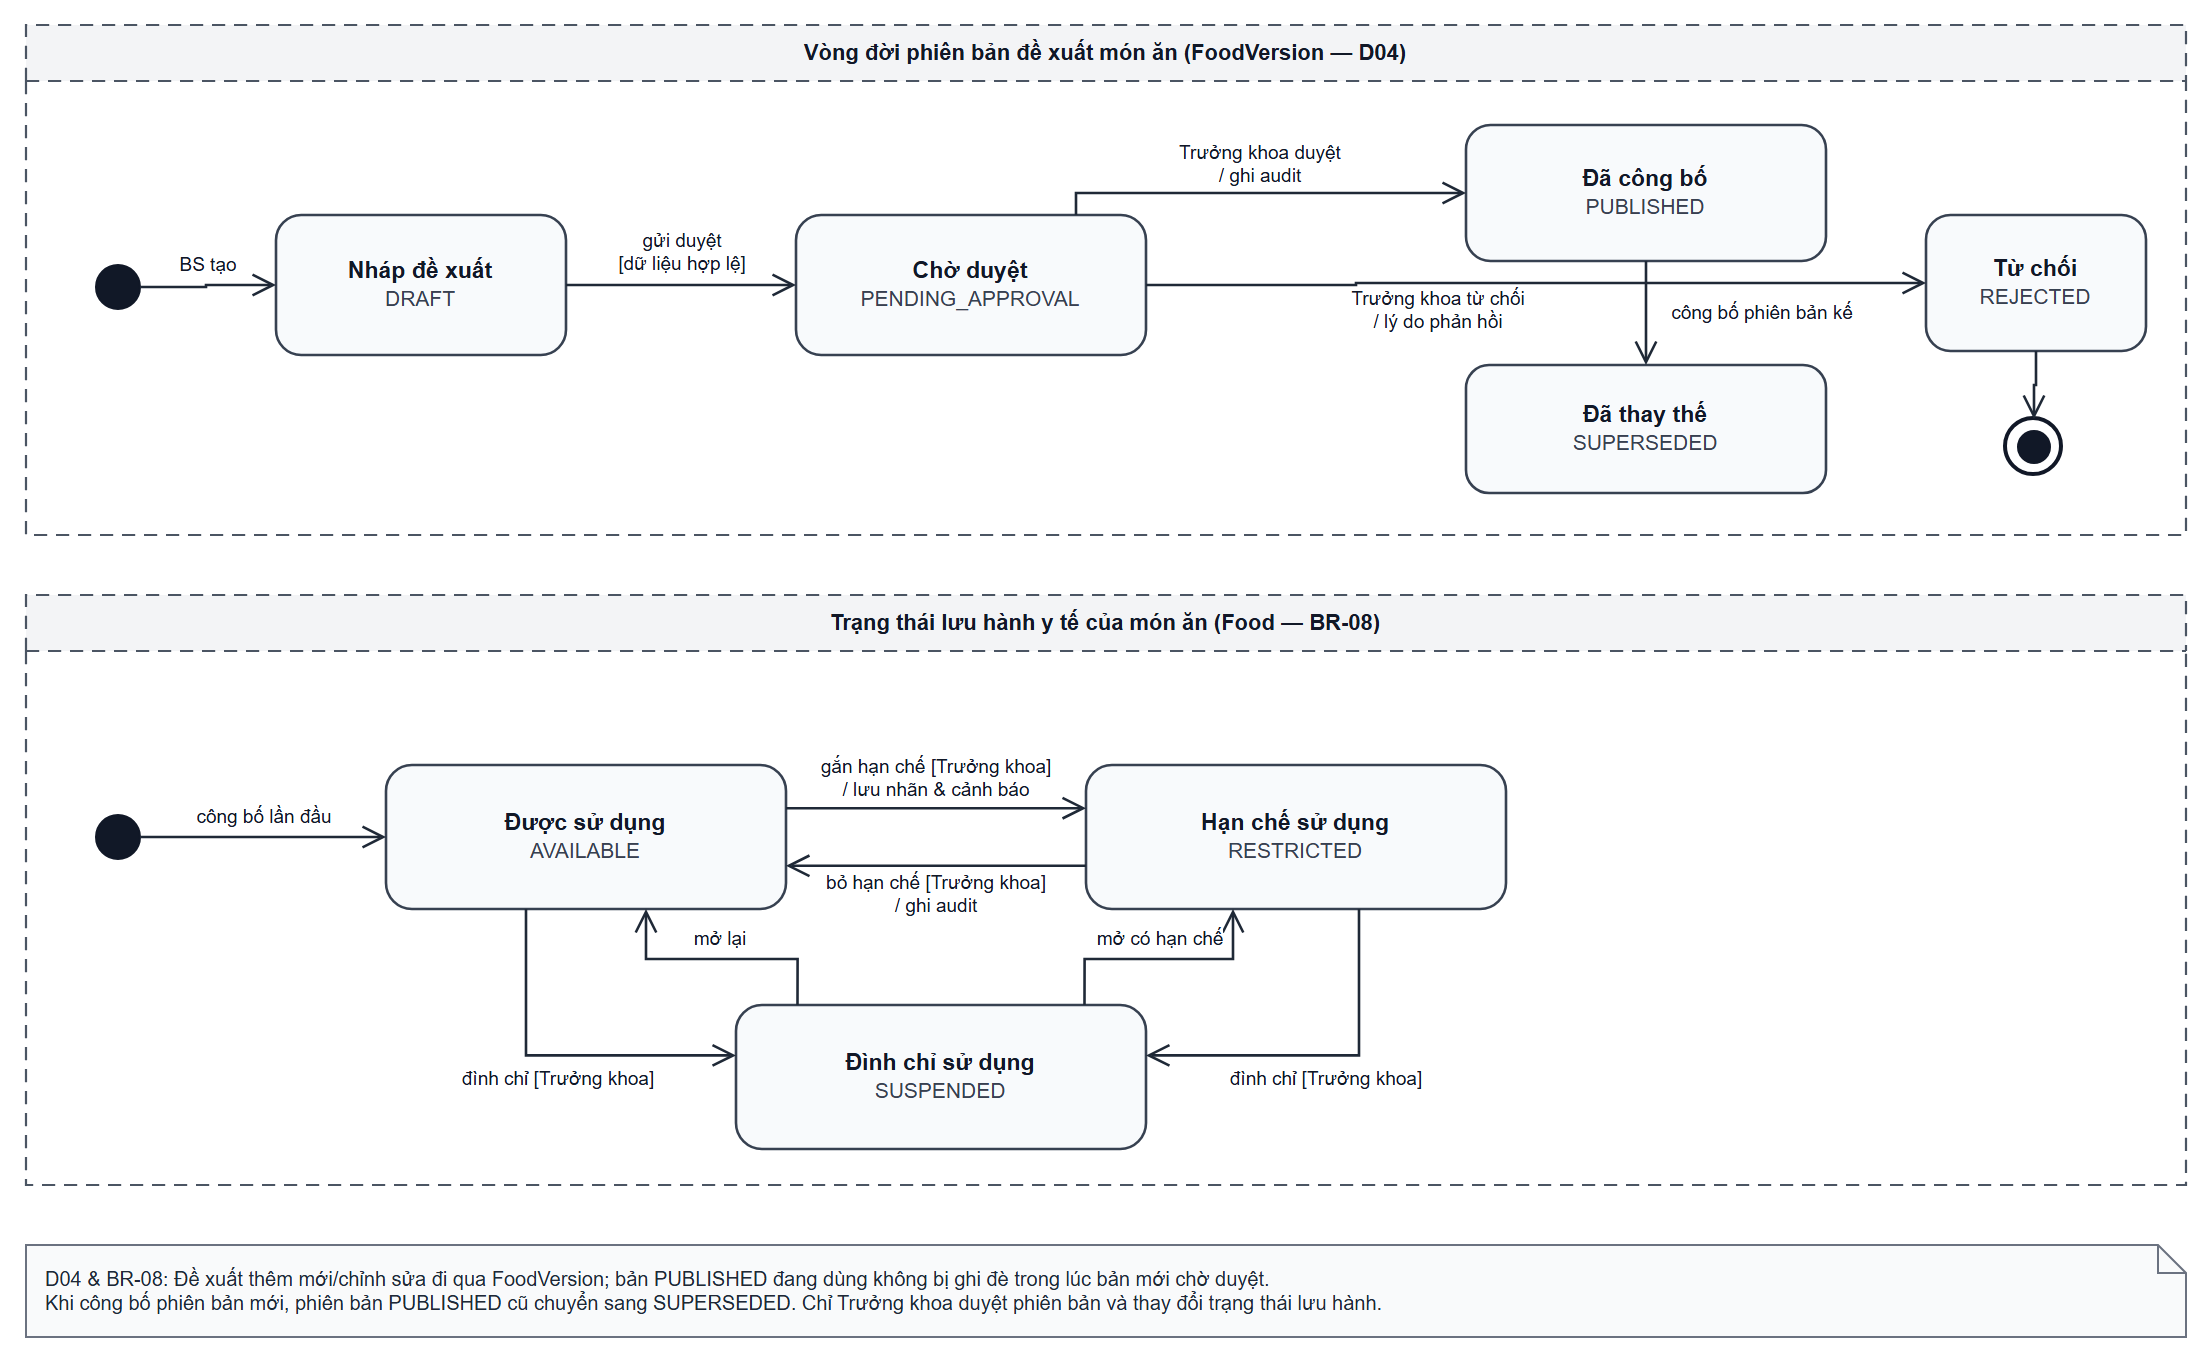 Vòng đời phiên bản đề xuất món ăn (FoodVersion — D04)
BS tạo
Nháp đề xuất
DRAFT
gửi duyệt
[dữ liệu hợp lệ]
Chờ duyệt
PENDING_APPROVAL
Trưởng khoa duyệt
/ ghi audit
Đã công bố
PUBLISHED
Trưởng khoa từ chối
/ lý do phản hồi
công bố phiên bản kế
Từ chối
REJECTED
Đã thay thế
SUPERSEDED
Trạng thái lưu hành y tế của món ăn (Food — BR-08)
công bố lần đầu
Được sử dụng
AVAILABLE
gắn hạn chế [Trưởng khoa]
/ lưu nhãn & cảnh báo
bỏ hạn chế [Trưởng khoa]
/ ghi audit
Hạn chế sử dụng
RESTRICTED
mở lại
mở có hạn chế
đình chỉ [Trưởng khoa]
Đình chỉ sử dụng
SUSPENDED
đình chỉ [Trưởng khoa]
D04 & BR-08: Đề xuất thêm mới/chỉnh sửa đi qua FoodVersion; bản PUBLISHED đang dùng không bị ghi đè trong lúc bản mới chờ duyệt.
Khi công bố phiên bản mới, phiên bản PUBLISHED cũ chuyển sang SUPERSEDED. Chỉ Trưởng khoa duyệt phiên bản và thay đổi trạng thái lưu hành.